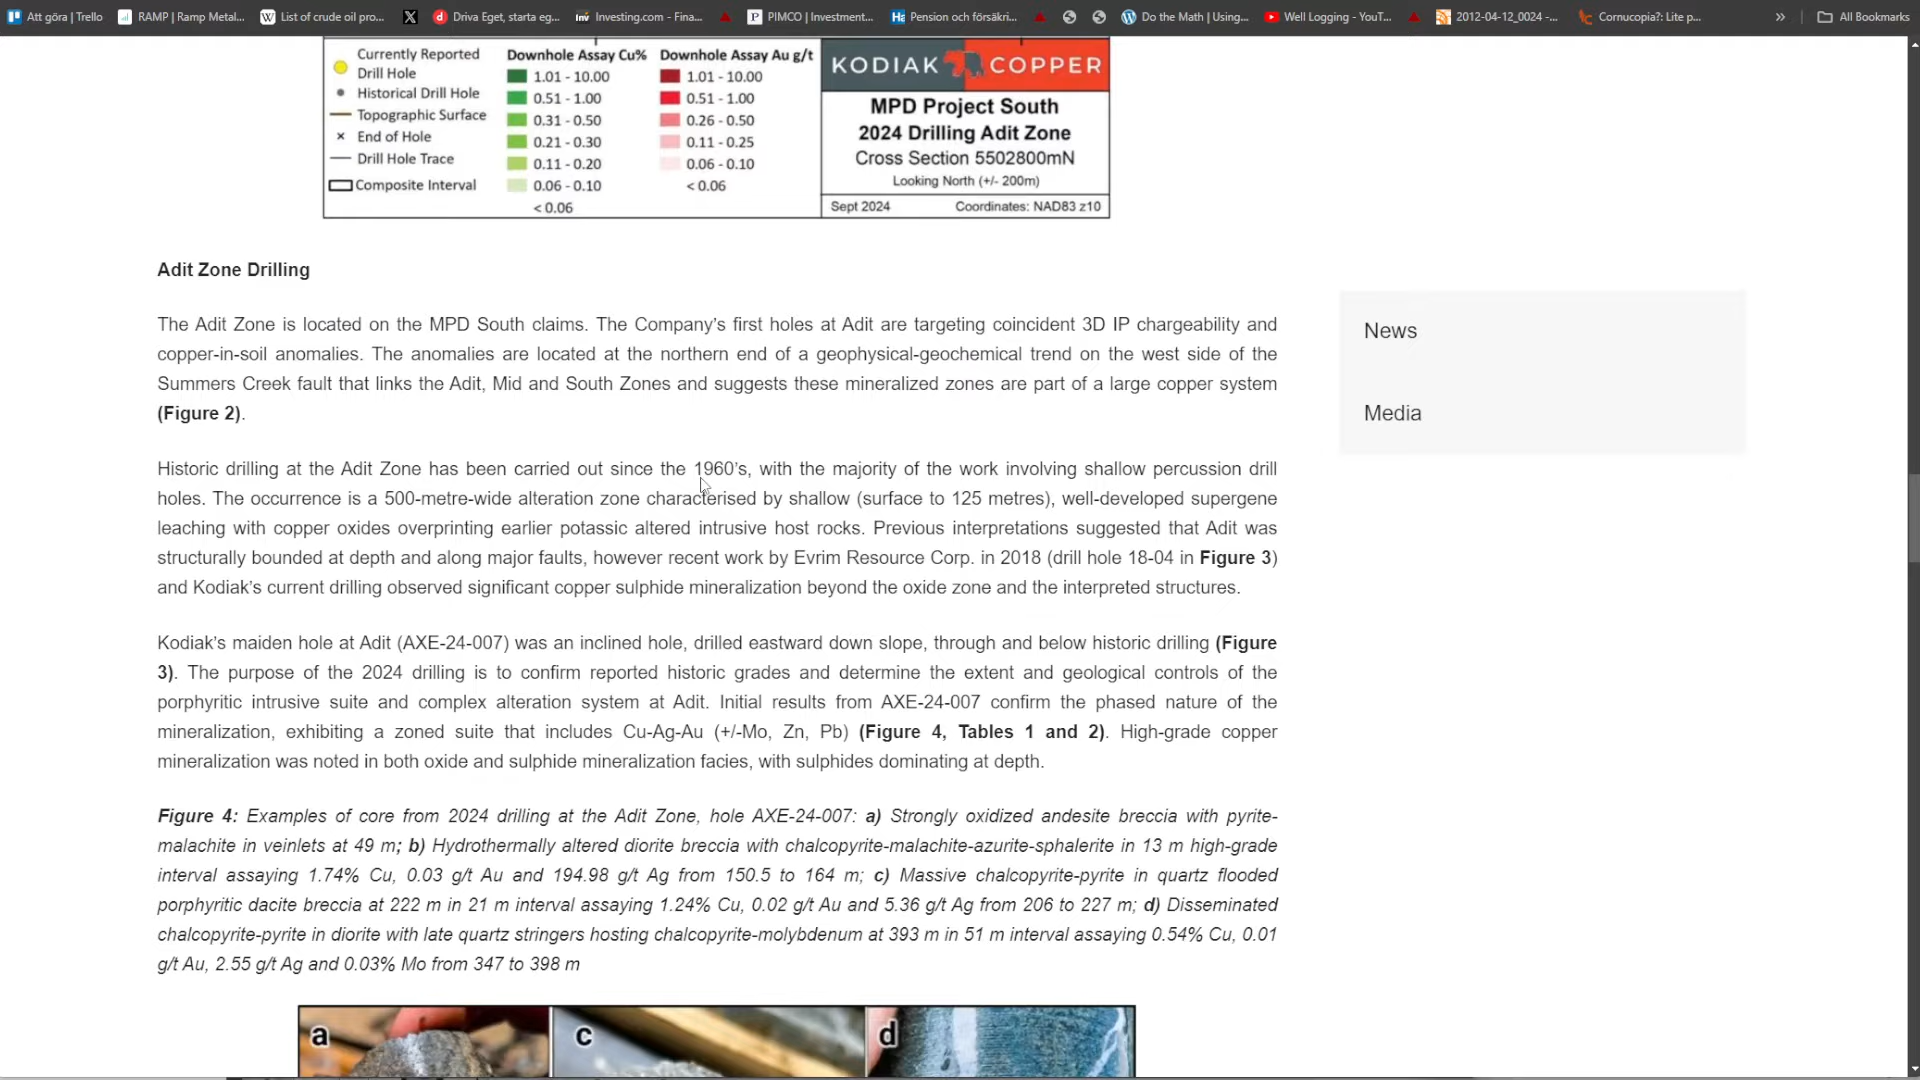 Att göra | Trello
RAMP | Ramp Metal...
List of crude oil pro...
Driva Eget, starta eg...
Investing.com - Fina...
PIMCO | Investment...
Pension och försäkri...
Do the Math | Using...
Well Logging - YouT...
2012-04-12_0024 -...
Cornucopia?: Lite p...
»
All Bookmarks
Currently Reported
Drill Hole
Historical Drill Hole
Topographic Surface
End of Hole
Drill Hole Trace
Composite Interval
Downhole Assay Cu%
1.01 - 10.00
0.51 - 1.00
0.31 - 0.50
0.21 - 0.30
0.11 - 0.20
0.06 - 0.10
< 0.06
Downhole Assay Au g/t
1.01 - 10.00
0.51 - 1.00
0.26 - 0.50
0.11 - 0.25
0.06 - 0.10
< 0.06
KODIAK COPPER
MPD Project South
2024 Drilling Adit Zone
Cross Section 5502800mN
Looking North (+/- 200m)
Sept 2024 Coordinates: NAD83 z10
Adit Zone Drilling
The Adit Zone is located on the MPD South claims. The Company's first holes at Adit are targeting coincident 3D IP chargeability and
copper-in-soil anomalies. The anomalies are located at the northern end of a geophysical-geochemical trend on the west side of the
Summers Creek fault that links the Adit, Mid and South Zones and suggests these mineralized zones are part of a large copper system
(Figure 2).
Historic drilling at the Adit Zone has been carried out since the 1960's, with the majority of the work involving shallow percussion drill
holes. The occurrence is a 500-metre-wide alteration zone characterised by shallow (surface to 125 metres), well-developed supergene
leaching with copper oxides overprinting earlier potassic altered intrusive host rocks. Previous interpretations suggested that Adit was
structurally bounded at depth and along major faults, however recent work by Evrim Resource Corp. in 2018 (drill hole 18-04 in Figure 3)
and Kodiak's current drilling observed significant copper sulphide mineralization beyond the oxide zone and the interpreted structures.
Kodiak's maiden hole at Adit (AXE-24-007) was an inclined hole, drilled eastward down slope, through and below historic drilling (Figure
3). The purpose of the 2024 drilling is to confirm reported historic grades and determine the extent and geological controls of the
porphyritic intrusive suite and complex alteration system at Adit. Initial results from AXE-24-007 confirm the phased nature of the
mineralization, exhibiting a zoned suite that includes Cu-Ag-Au (+/-Mo, Zn, Pb) (Figure 4, Tables 1 and 2). High-grade copper
mineralization was noted in both oxide and sulphide mineralization facies, with sulphides dominating at depth.
Figure 4: Examples of core from 2024 drilling at the Adit Zone, hole AXE-24-007: a) Strongly oxidized andesite breccia with pyrite-
malachite in veinlets at 49 m; b) Hydrothermally altered diorite breccia with chalcopyrite-malachite-azurite-sphalerite in 13 m high-grade
interval assaying 1.74% Cu, 0.03 g/t Au and 194.98 g/t Ag from 150.5 to 164 m; c) Massive chalcopyrite-pyrite in quartz flooded
porphyritic dacite breccia at 222 m in 21 m interval assaying 1.24% Cu, 0.02 g/t Au and 5.36 g/t Ag from 206 to 227 m; d) Disseminated
chalcopyrite-pyrite in diorite with late quartz stringers hosting chalcopyrite-molybdenum at 393 m in 51 m interval assaying 0.54% Cu, 0.01
g/t Au, 2.55 g/t Ag and 0.03% Mo from 347 to 398 m
a
c
d
News
Media